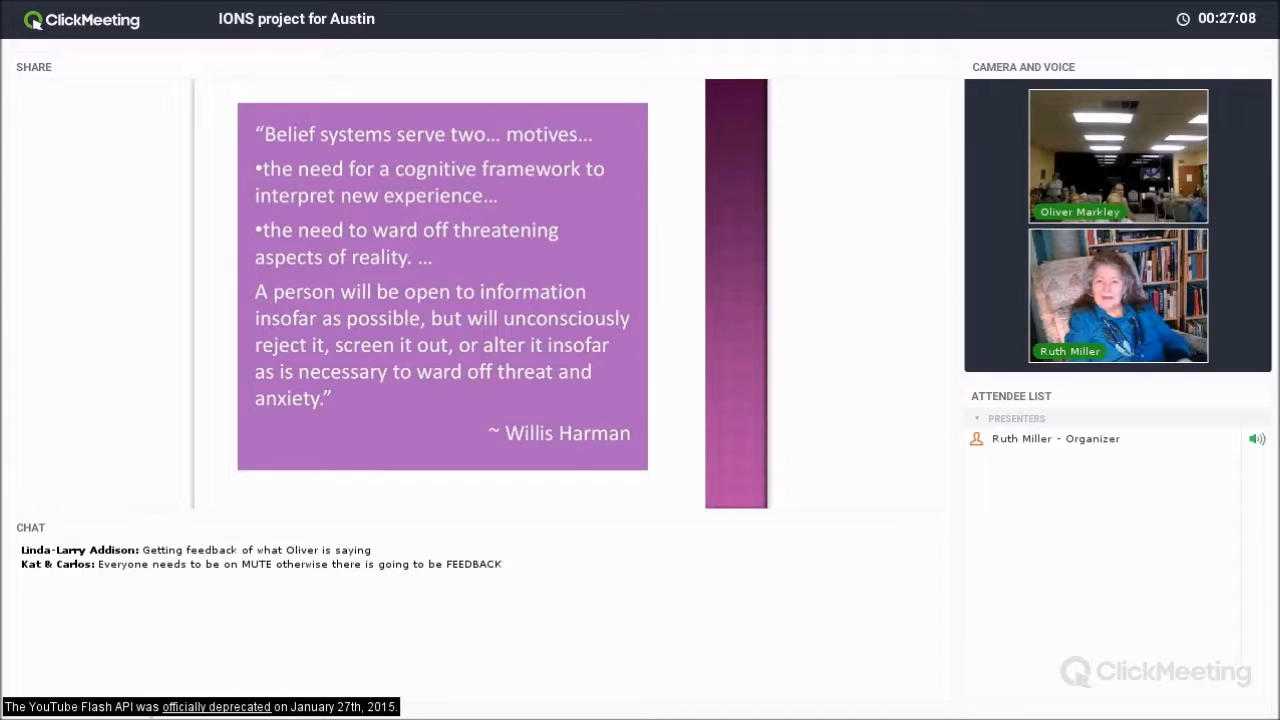 ClickMeeting
IONS project for Austin
00:27:08
SHARE
“Belief systems serve two... motives...
•the need for a cognitive framework to
interpret new experience...
•the need to ward off threatening
aspects of reality. ...
A person will be open to information
insofar as possible, but will unconsciously
reject it, screen it out, or alter it insofar
as is necessary to ward off threat and
anxiety.”
~ Willis Harman
CAMERA AND VOICE
Oliver Markley
Ruth Miller
ATTENDEE LIST
PRESENTERS
Ruth Miller - Organizer
CHAT
Linda-Larry Addison: Getting feedback of what Oliver is saying
Kat & Carlos: Everyone needs to be on MUTE otherwise there is going to be FEEDBACK
ClickMeeting
The YouTube Flash API was officially deprecated on January 27th, 2015.